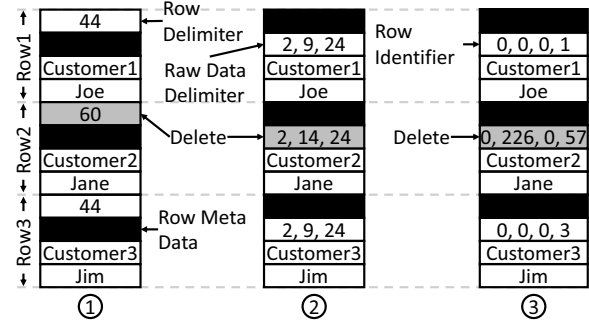 Row1
Row2
Row3
44
Customer1
Joe
60
Customer2
Jane
44
Customer3
Jim
①
Row
Delimiter
Raw Data
Delimiter
Delete
Row Meta
Data
2, 9, 24
Customer1
Joe
2, 14, 24
Customer2
Jane
2, 9, 24
Customer3
Jim
②
Row
Identifier
Delete
0, 0, 0, 1
Customer1
Joe
0, 226, 0, 57
Customer2
Jane
0, 0, 0, 3
Customer3
Jim
③